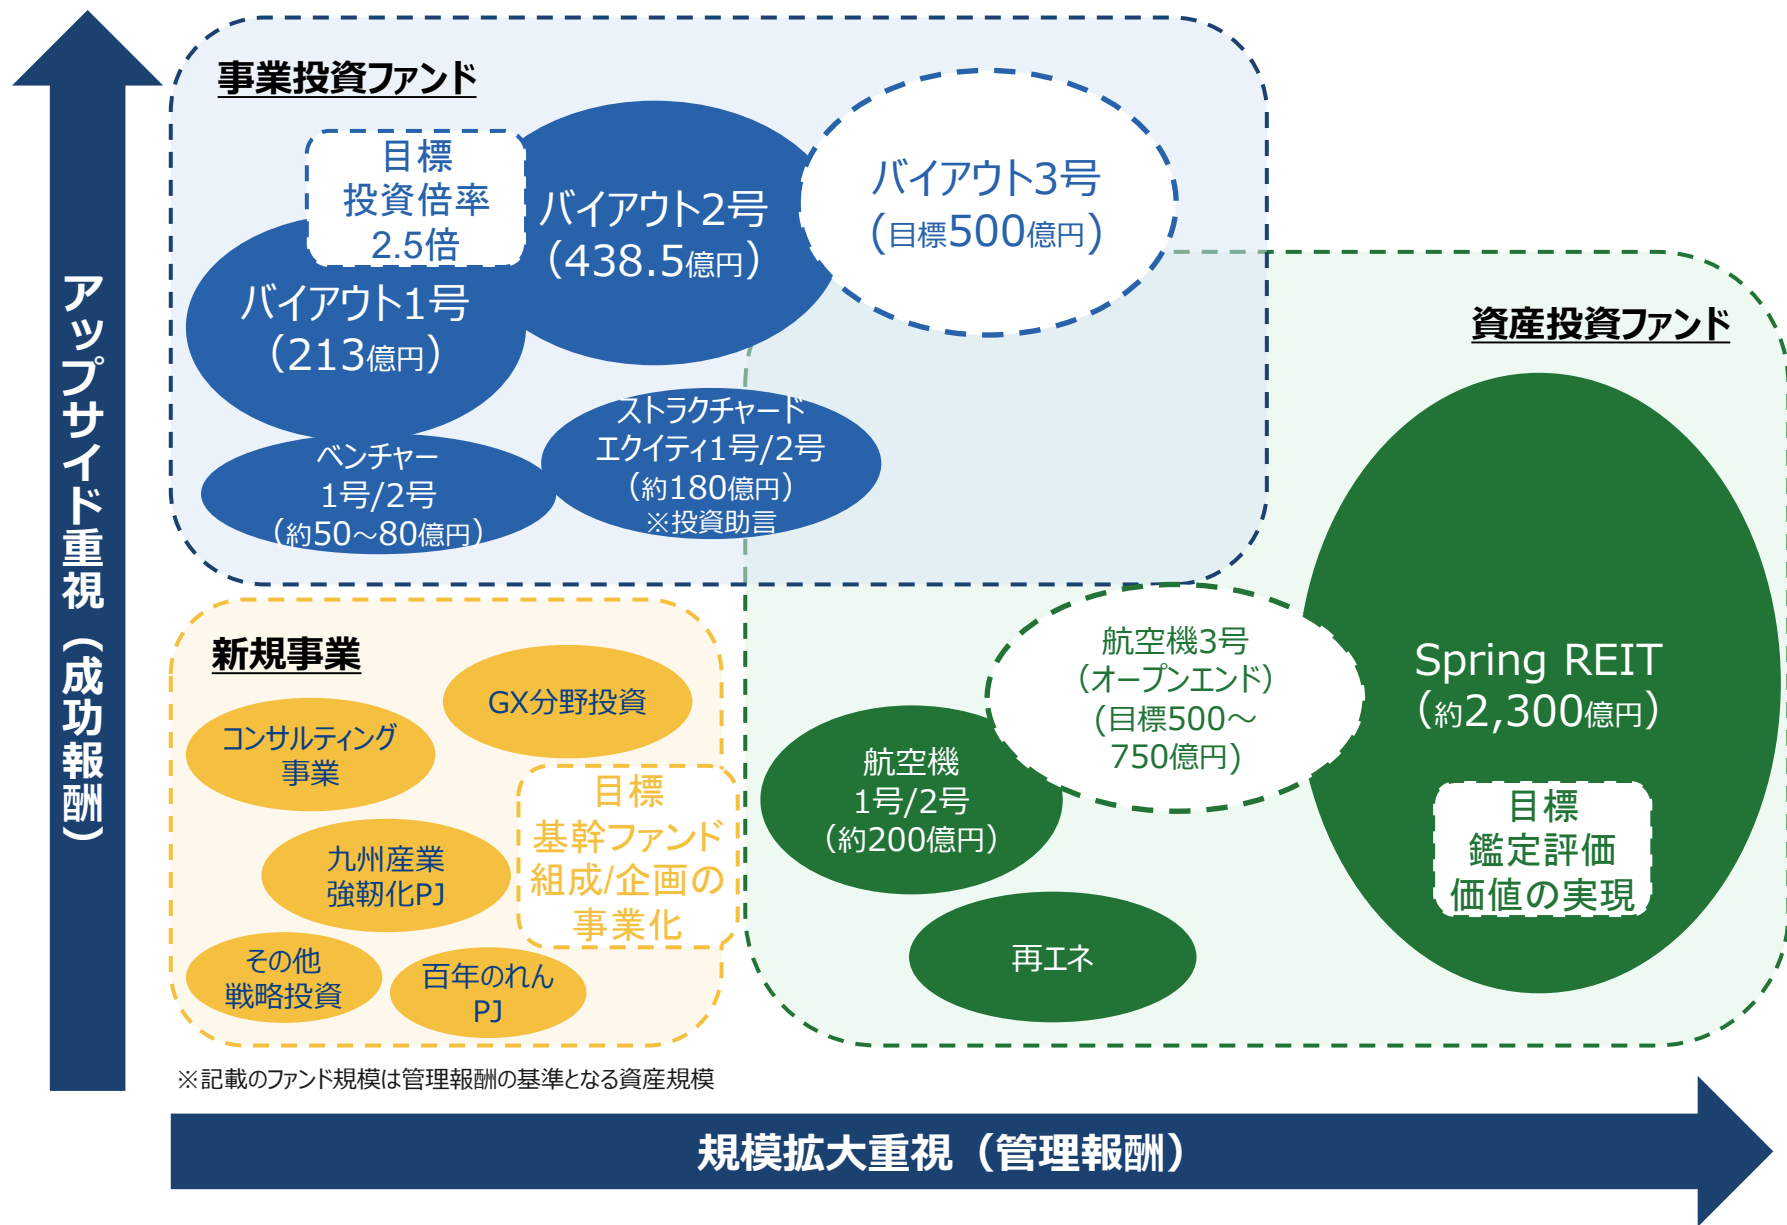 アップサイド重視（成功報酬）
事業投資ファンド
目標
投資倍率
2.5倍
バイアウト1号
（213億円）
バイアウト2号
（438.5億円）
バイアウト3号
(目標500億円)
ベンチャー
1号/2号
（約50～80億円）
ストラクチャード
エクイティ1号/2号
（約180億円）
※投資助言
資産投資ファンド
Spring REIT
（約2,300億円）
目標
鑑定評価
価値の実現
航空機3号
（オープンエンド）
(目標500～
750億円)
航空機
1号/2号
（約200億円）
再エネ
新規事業
GX分野投資
コンサルティング
事業
目標
基幹ファンド
組成/企画の
事業化
九州産業
強靭化PJ
その他
戦略投資
百年のれん
PJ
※記載のファンド規模は管理報酬の基準となる資産規模
規模拡大重視（管理報酬）